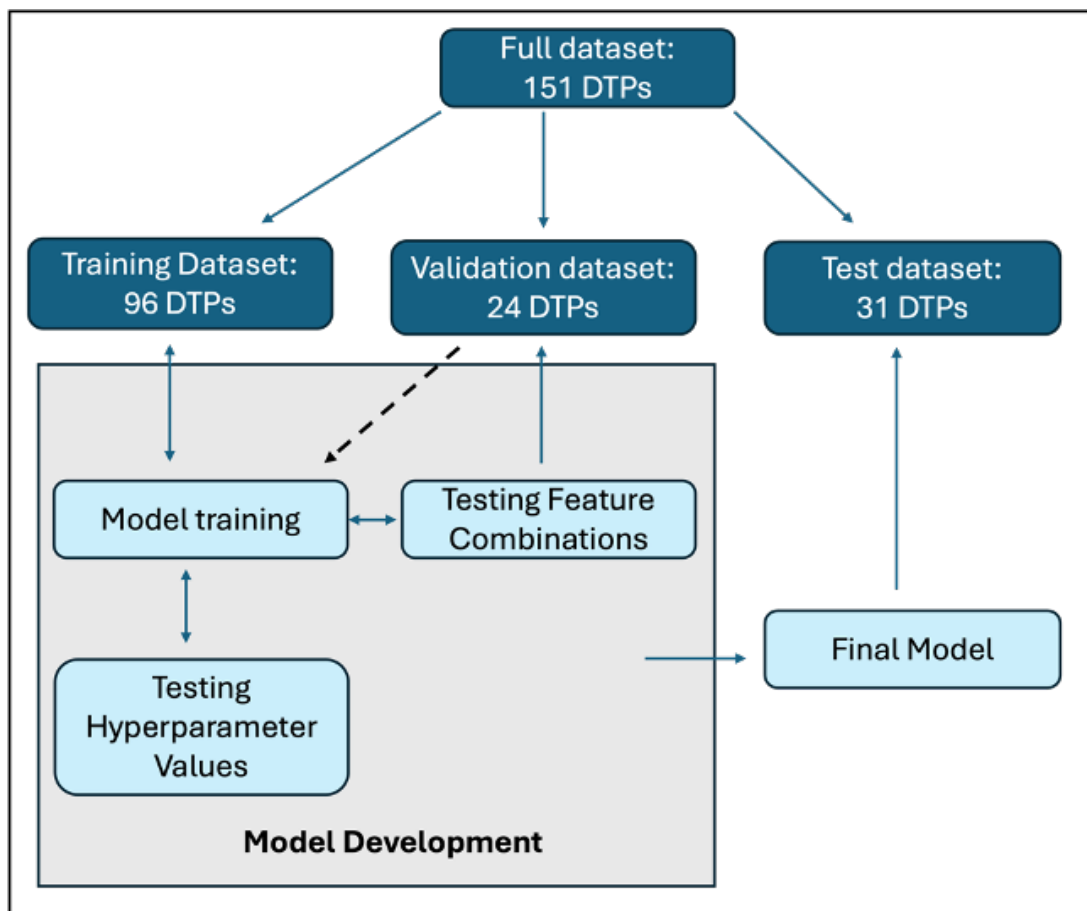 Full dataset:
151 DTPs
Training Dataset:
96 DTPs
Validation dataset:
24 DTPs
Test dataset:
31 DTPs
Model training
Testing Feature
Combinations
Testing
Hyperparameter
Values
Final Model
Model Development